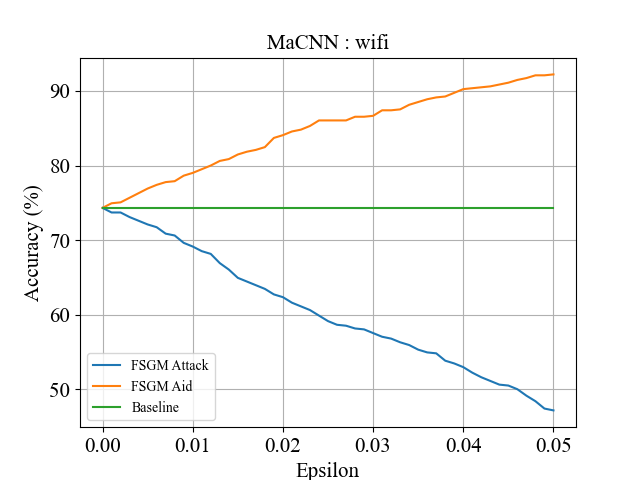 MaCNN : wifi
Accuracy (%)
90
80
70
60
50
FSGM Attack
FSGM Aid
Baseline
0.00 0.01 0.02 0.03 0.04 0.05
Epsilon